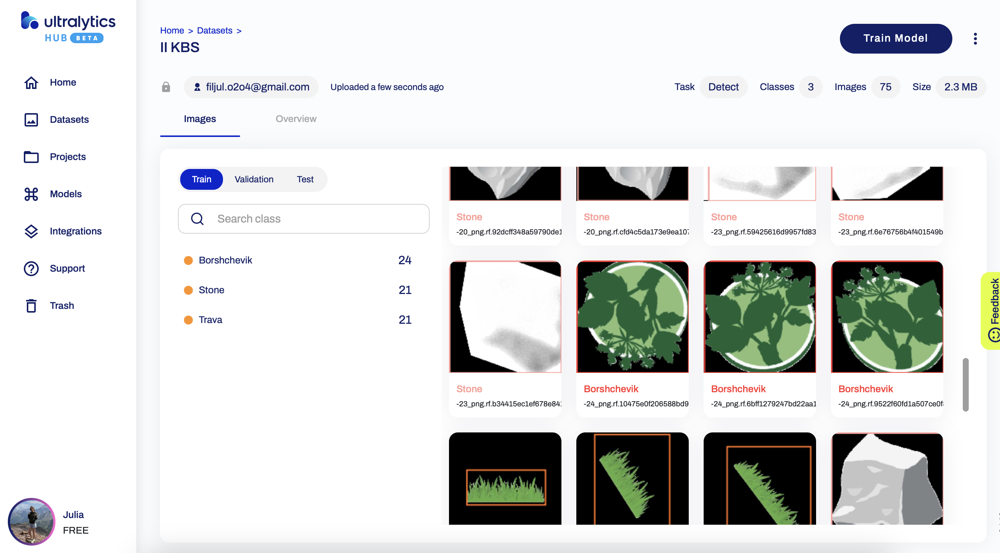 ultralytics
HUB BETA
Home
Datasets
Projects
Models
Integrations
Support
Trash
Julia
FREE
Home > Datasets >
II KBS
Train Model
filjul.o2o4@gmail.com
Uploaded a few seconds ago
Task Detect Classes 3 Images 75 Size 2.3 MB
Images Overview
Train Validation Test
Search class
Borshchevik 24
Stone 21
Trava 21
Stone Stone Stone Stone
-20_png.rf.92dcff348a59790de1 -20_png.rf.cfd4c5da173e9ea107 -23_png.rf.59425616d9957fd83 -23_png.rf.6e76756b4f401549b
Stone Borshchevik Borshchevik Borshchevik
-23_png.rf.b34415ec1ef678e841 -24_png.rf.10475e0f206588bd9 -24_png.rf.6bff1279247bd22aa1 -24_png.rf.9522f60fd1a507ce0f
Feedback